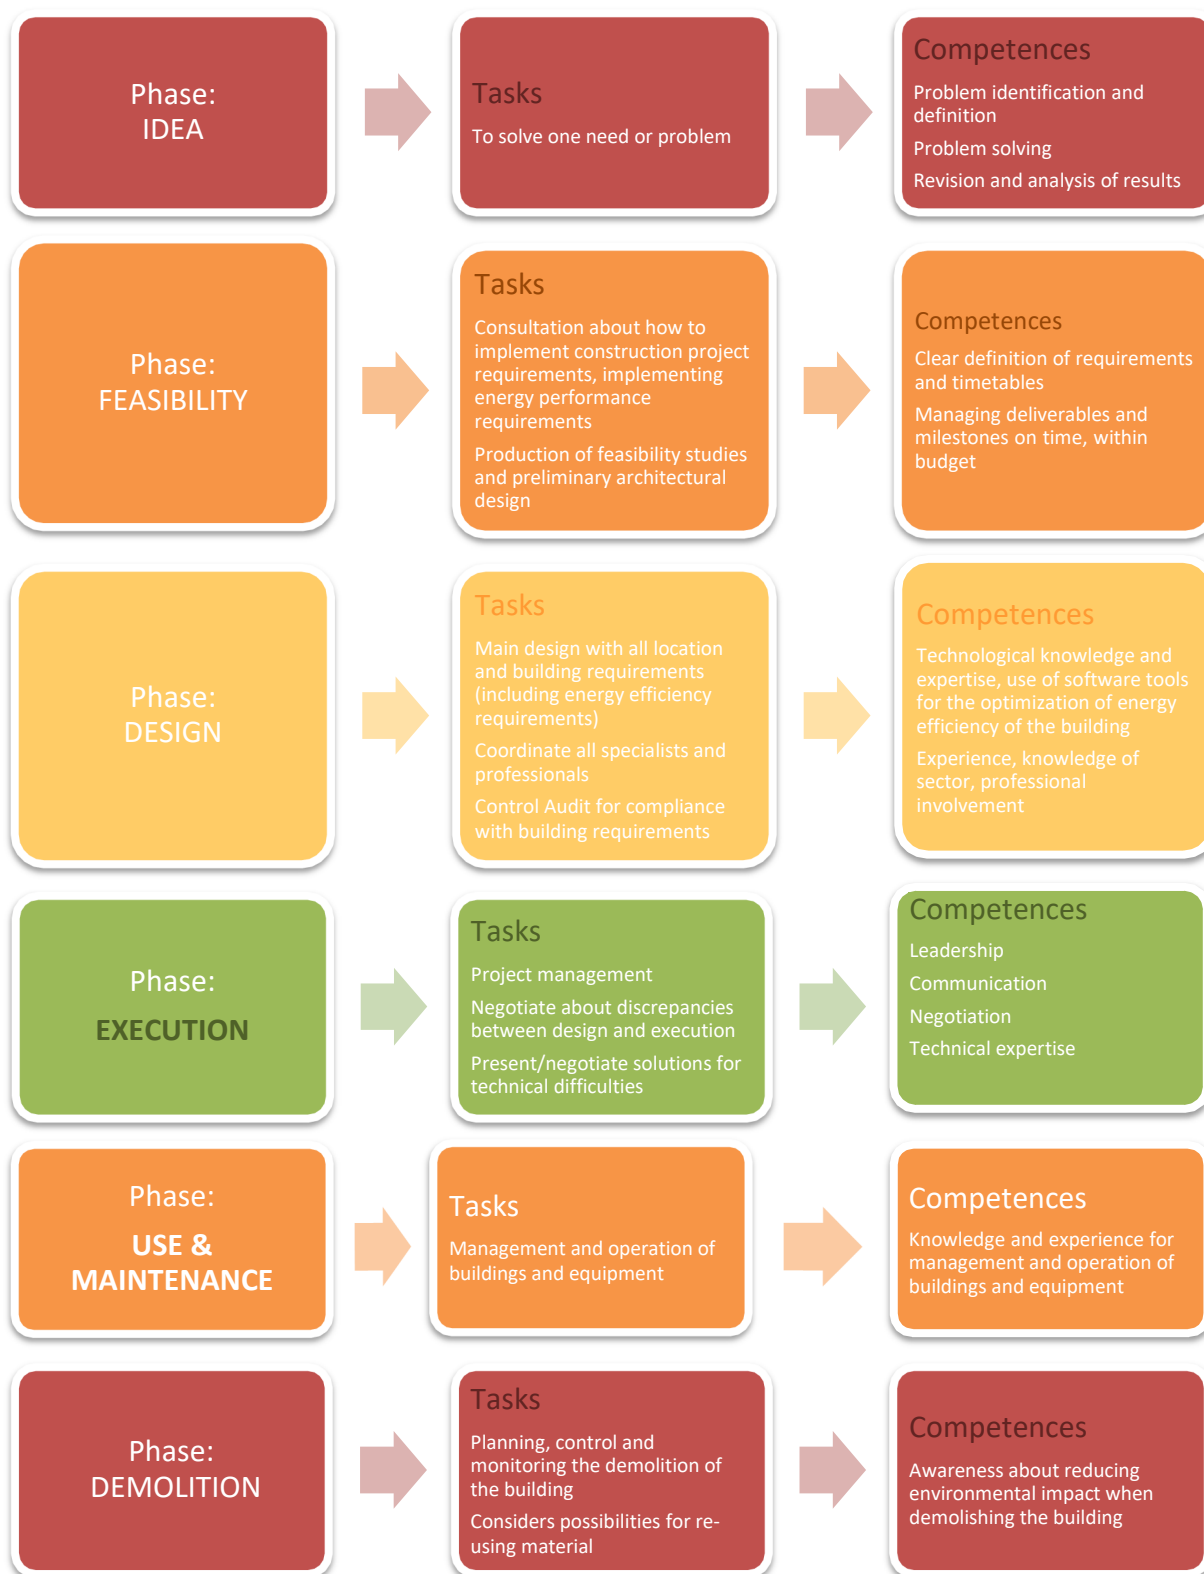 Phase:
IDEA
Tasks
To solve one need or problem
Competences
Problem identification and
definition
Problem solving
Revision and analysis of results
Phase:
FEASIBILITY
Tasks
Consultation about how to
implement construction project
requirements, implementing
energy performance
requirements
Production of feasibility studies
and preliminary architectural
design
Competences
Clear definition of requirements
and timetables
Managing deliverables and
milestones on time, within
budget
Phase:
DESIGN
Tasks
Main design with all location
and building requirements
(including energy efficiency
requirements)
Coordinate all specialists and
professionals
Control Audit for compliance
with building requirements
Competences
Technological knowledge and
expertise, use of software tools
for the optimization of energy
efficiency of the building
Experience, knowledge of
sector, professional
involvement
Phase:
EXECUTION
Tasks
Project management
Negotiate about discrepancies
between design and execution
Present/negotiate solutions for
technical difficulties
Competences
Leadership
Communication
Negotiation
Technical expertise
Phase:
USE &
MAINTENANCE
Tasks
Management and operation of
buildings and equipment
Competences
Knowledge and experience for
management and operation of
buildings and equipment
Phase:
DEMOLITION
Tasks
Planning, control and
monitoring the demolition of
the building
Considers possibilities for re-
using material
Competences
Awareness about reducing
environmental impact when
demolishing the building